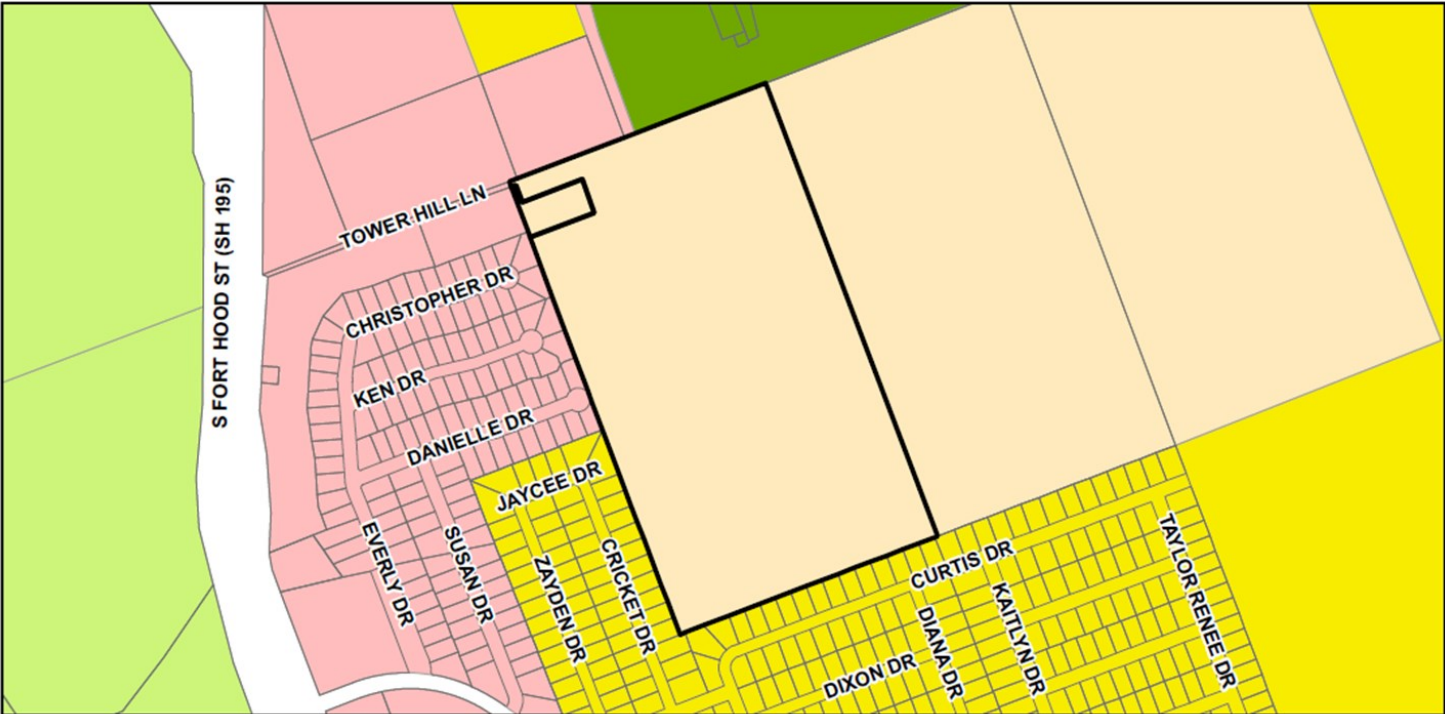 TOWER HILL LN
S FORT HOOD ST (SH 195)
CHRISTOPHER DR
KEN DR
DANIELLE DR
JAYCEE DR
EVERLY DR
SUSAN DR
ZAYDEN DR
CRICKET DR
CURTIS DR
TAYLOR RENEE DR
KAITLYN DR
DIANA DR
DIXON DR